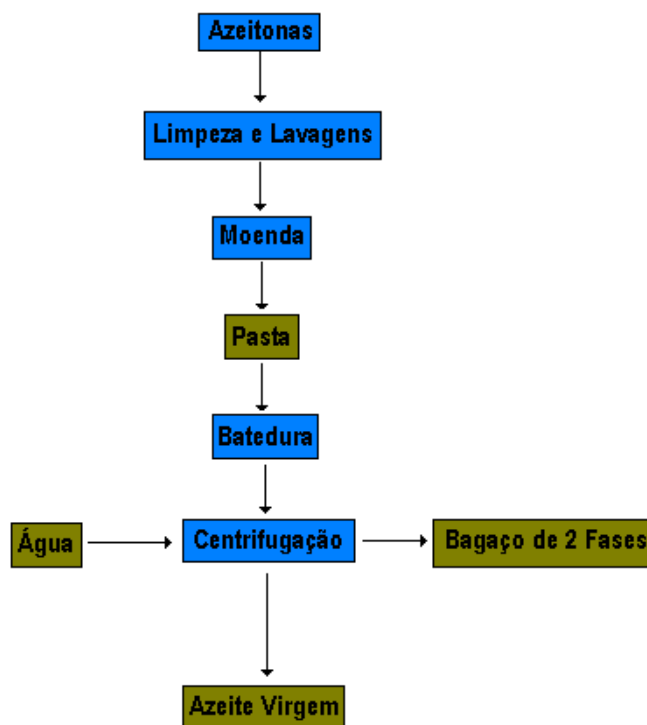 Azeitonas
Limpeza e Lavagens
Moenda
Pasta
Batedura
Água
Centrifugação
Bagaço de 2 Fases
Azeite Virgem